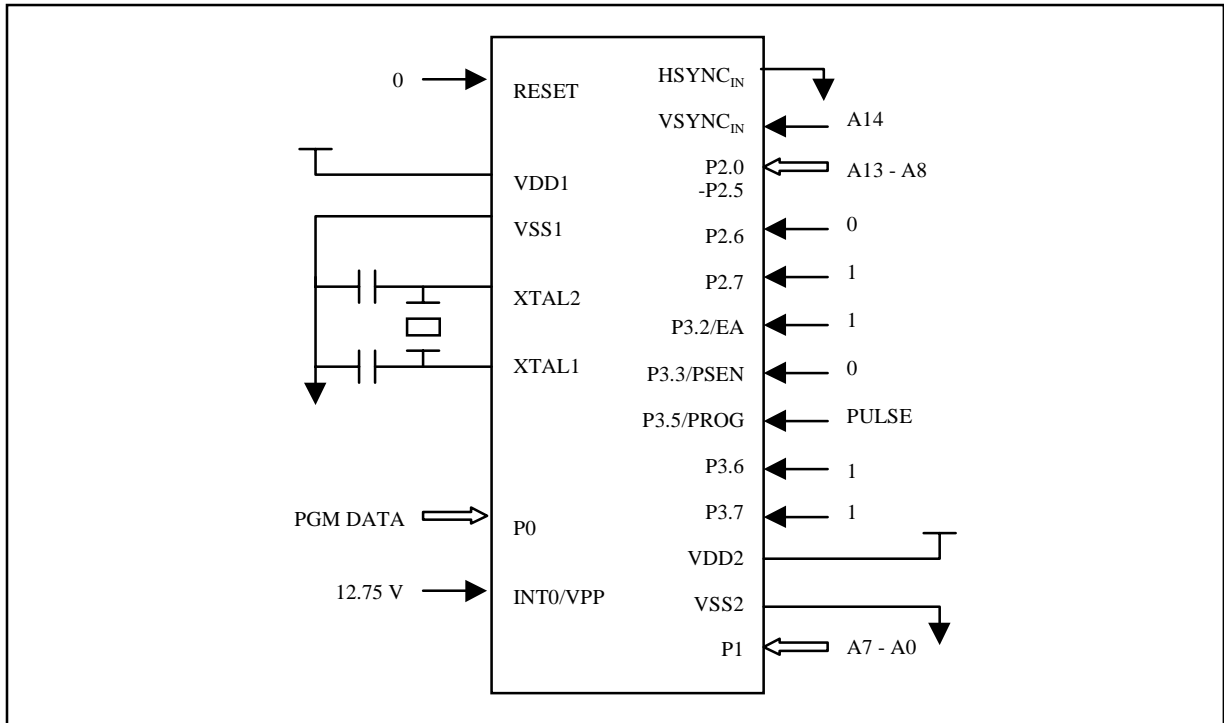 0
RESET
VDD1
VSS1
XTAL2
XTAL1
PGM DATA
P0
12.75 V
INT0/VPP
HSYNCIN
VSYNCIN
A14
P2.0
-P2.5
A13 - A8
P2.6
0
P2.7
1
P3.2/EA
1
P3.3/PSEN
0
P3.5/PROG
PULSE
P3.6
1
P3.7
1
VDD2
VSS2
P1
A7 - A0